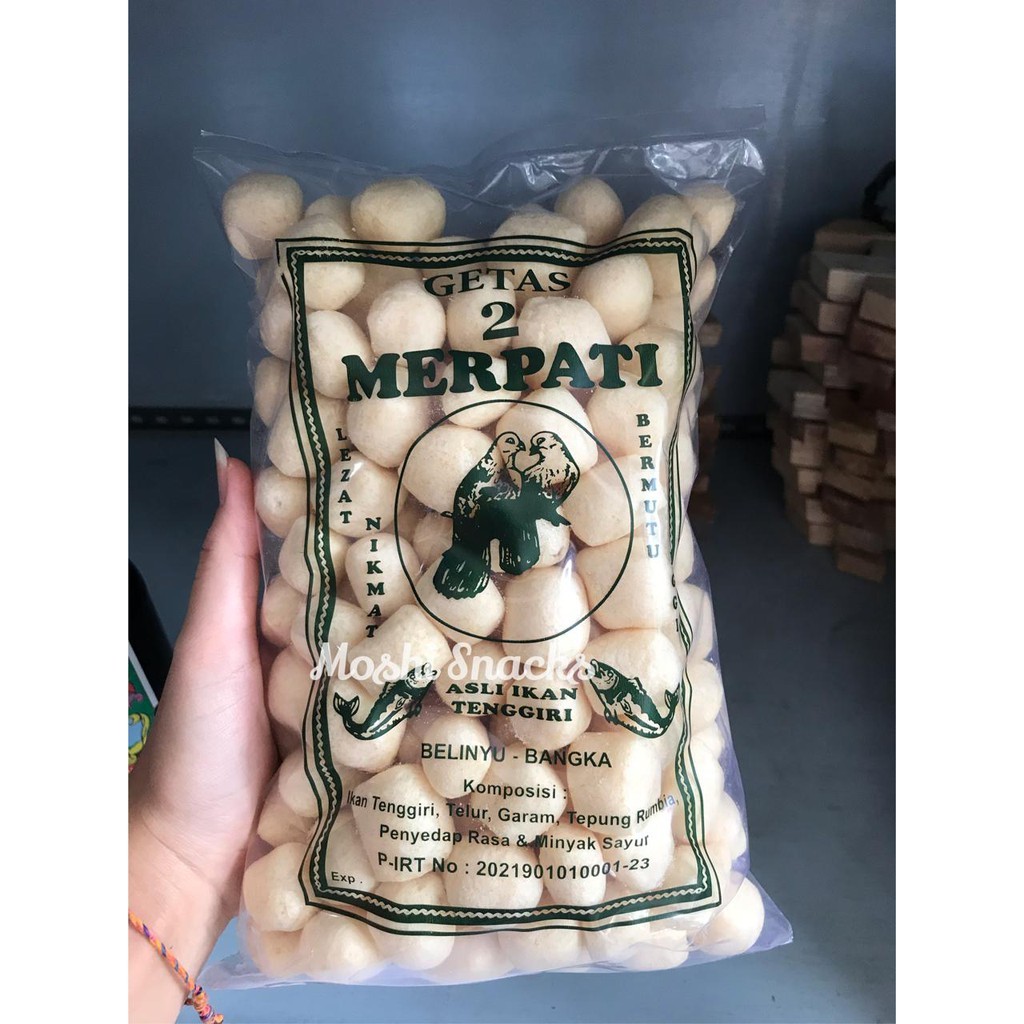 GETAS
2
MERPATI
LEZAT
NIKMAT
BERMUTU
Moshi Snacks
ASLI IKAN
TENGGIRI
BELINYU - BANGKA
Komposisi :
Ikan Tenggiri, Telur, Garam, Tepung Rumbia,
Penyedap Rasa & Minyak Sayur
P-IRT No : 2021901010001-23
Exp .